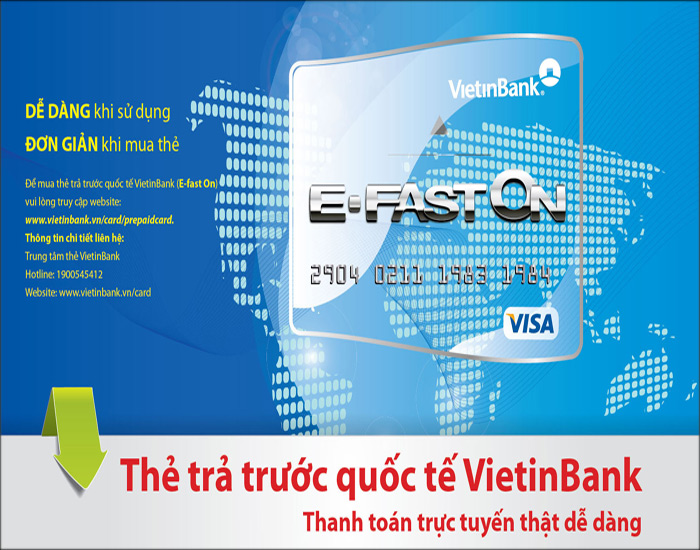 DỄ DÀNG khi sử dụng
ĐƠN GIẢN khi mua thẻ
Để mua thẻ trả trước quốc tế VietinBank (E-fast On)
vui lòng truy cập website:
www.vietinbank.vn/card/prepaidcard.
Thông tin chi tiết liên hệ:
Trung tâm thẻ VietinBank
Hotline: 1900545412
Website: www.vietinbank.vn/card
VietinBank®
E-FAST ON
2904 0211 1983 1984
VISA
Thẻ trả trước quốc tế VietinBank
Thanh toán trực tuyến thật dễ dàng